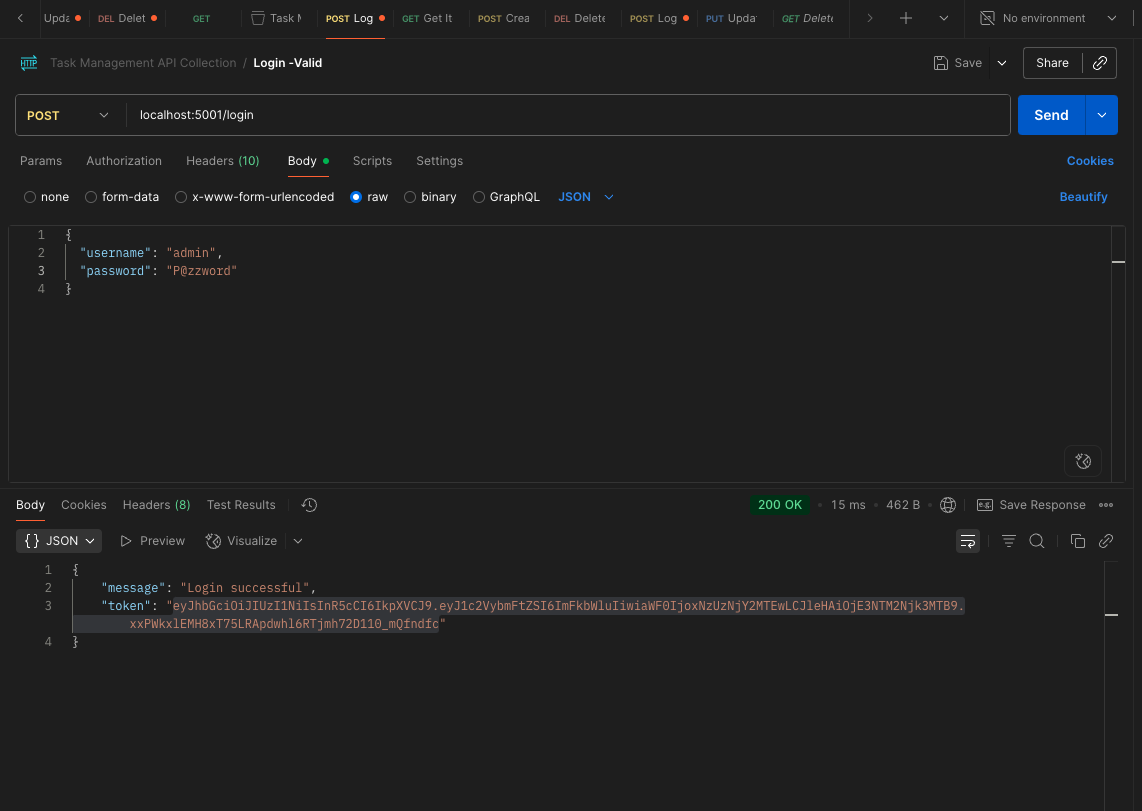 Upda
DEL Delet
GET
Task M
POST Log
GET Get It
POST Crea
DEL Delete
POST Log
PUT Upda
GET Delete
No environment
HTTP
Task Management API Collection / Login -Valid
Save
Share
POST
localhost:5001/login
Send
Params
Authorization
Headers (10)
Body
Scripts
Settings
Cookies
none
form-data
x-www-form-urlencoded
raw
binary
GraphQL
JSON
Beautify
1 {
2 "username": "admin",
3 "password": "P@zzword"
4 }
Body
Cookies
Headers (8)
Test Results
200 OK
15 ms
462 B
e.g.
Save Response
{} JSON
Preview
Visualize
1 {
2 "message": "Login successful",
3 "token": "eyJhbGciOiJIUzI1NiIsInR5cCI6IkpXVCJ9.eyJ1c2VybmFtZSI6ImFkbWluIiwiaWF0IjoxNzUzNjY2MTEwLCJleHAiOjE3NTM2Njk3MTB9.
xxPWkxlEMH8xT75LRApdwhl6RTjmh72D110_mQfndfc"
4 }